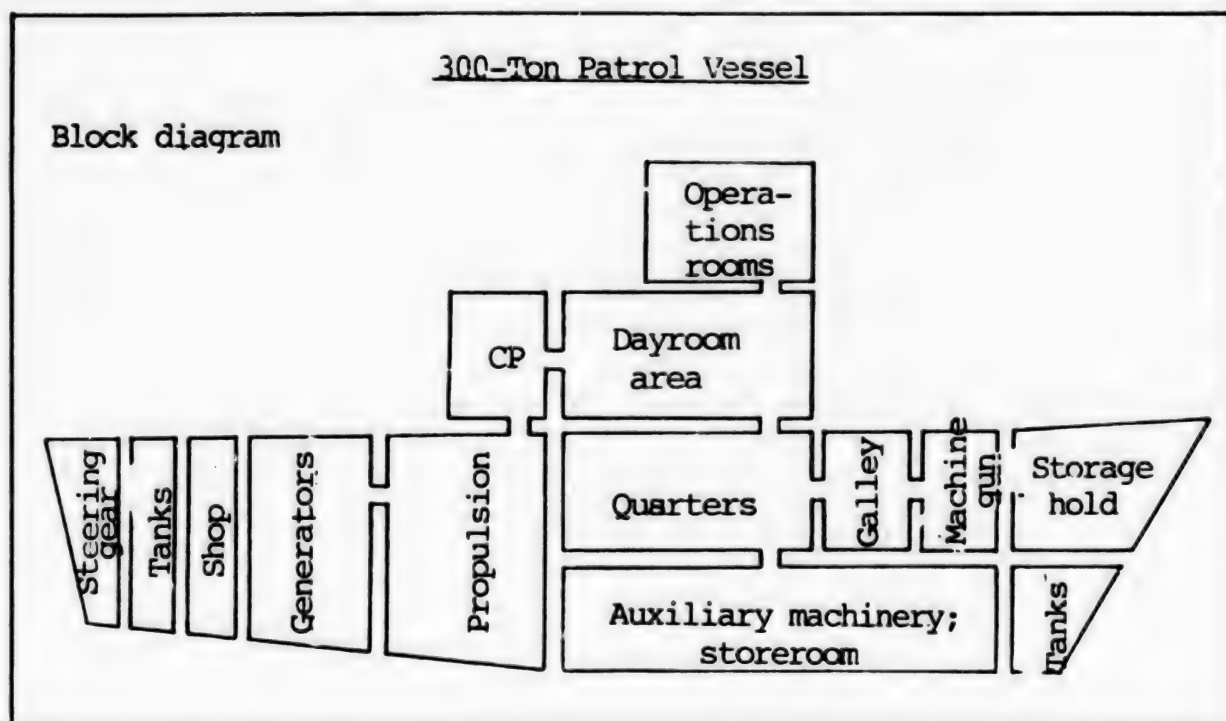 300-Ton Patrol Vessel
Block diagram
Opera-
tions
rooms
CP
Dayroom
area
Steering
gear
Tanks
Shop
Generators
Propulsion
Quarters
Galley
Machine
gun
Storage
hold
Auxiliary machinery;
storeroom
Tanks